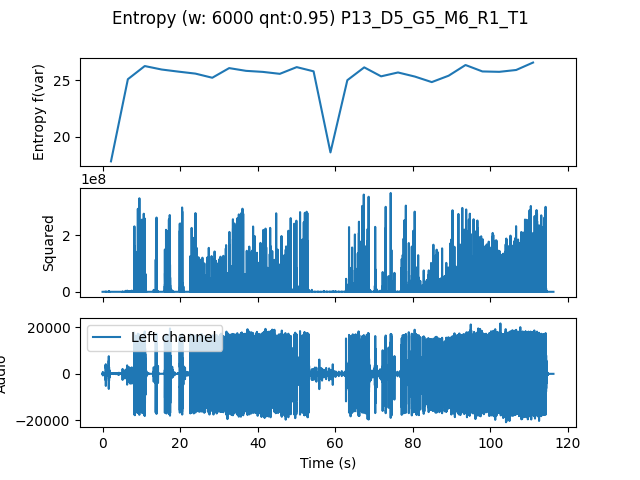 Entropy (w: 6000 qnt:0.95) P13_D5_G5_M6_R1_T1
Entropy f(var)
25
20
1e8
Squared
2
0
Audio
20000
0
−20000
Left channel
0 20 40 60 80 100 120
Time (s)